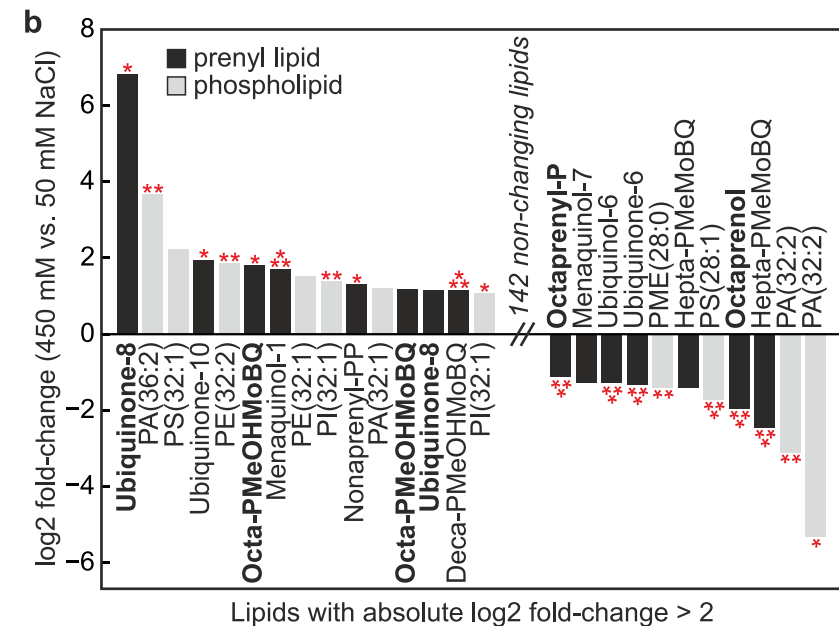 b
prenyl lipid
phospholipid
log2 fold-change (450 mM vs. 50 mM NaCl)
8
6
4
2
0
−2
−4
−6
*
**
*
**
*
***
**
*
***
*
Ubiquinone-8
PA(36:2)
PS(32:1)
Ubiquinone-10
PE(32:2)
Octa-PMeOHMoBQ
Menaquinol-1
PE(32:1)
PI(32:1)
Nonaprenyl-PP
PA(32:1)
Octa-PMeOHMoBQ
Ubiquinone-8
Deca-PMeOHMoBQ
PI(32:1)
142 non-changing lipids
//
Octaprenyl-P
Menaquinol-7
Ubiquinol-6
Ubiquinone-6
PME(28:0)
Hepta-PMeMoBQ
PS(28:1)
Octaprenol
Hepta-PMeMoBQ
PA(32:2)
PA(32:2)
***
***
***
**
***
***
***
**
*
Lipids with absolute log2 fold-change > 2